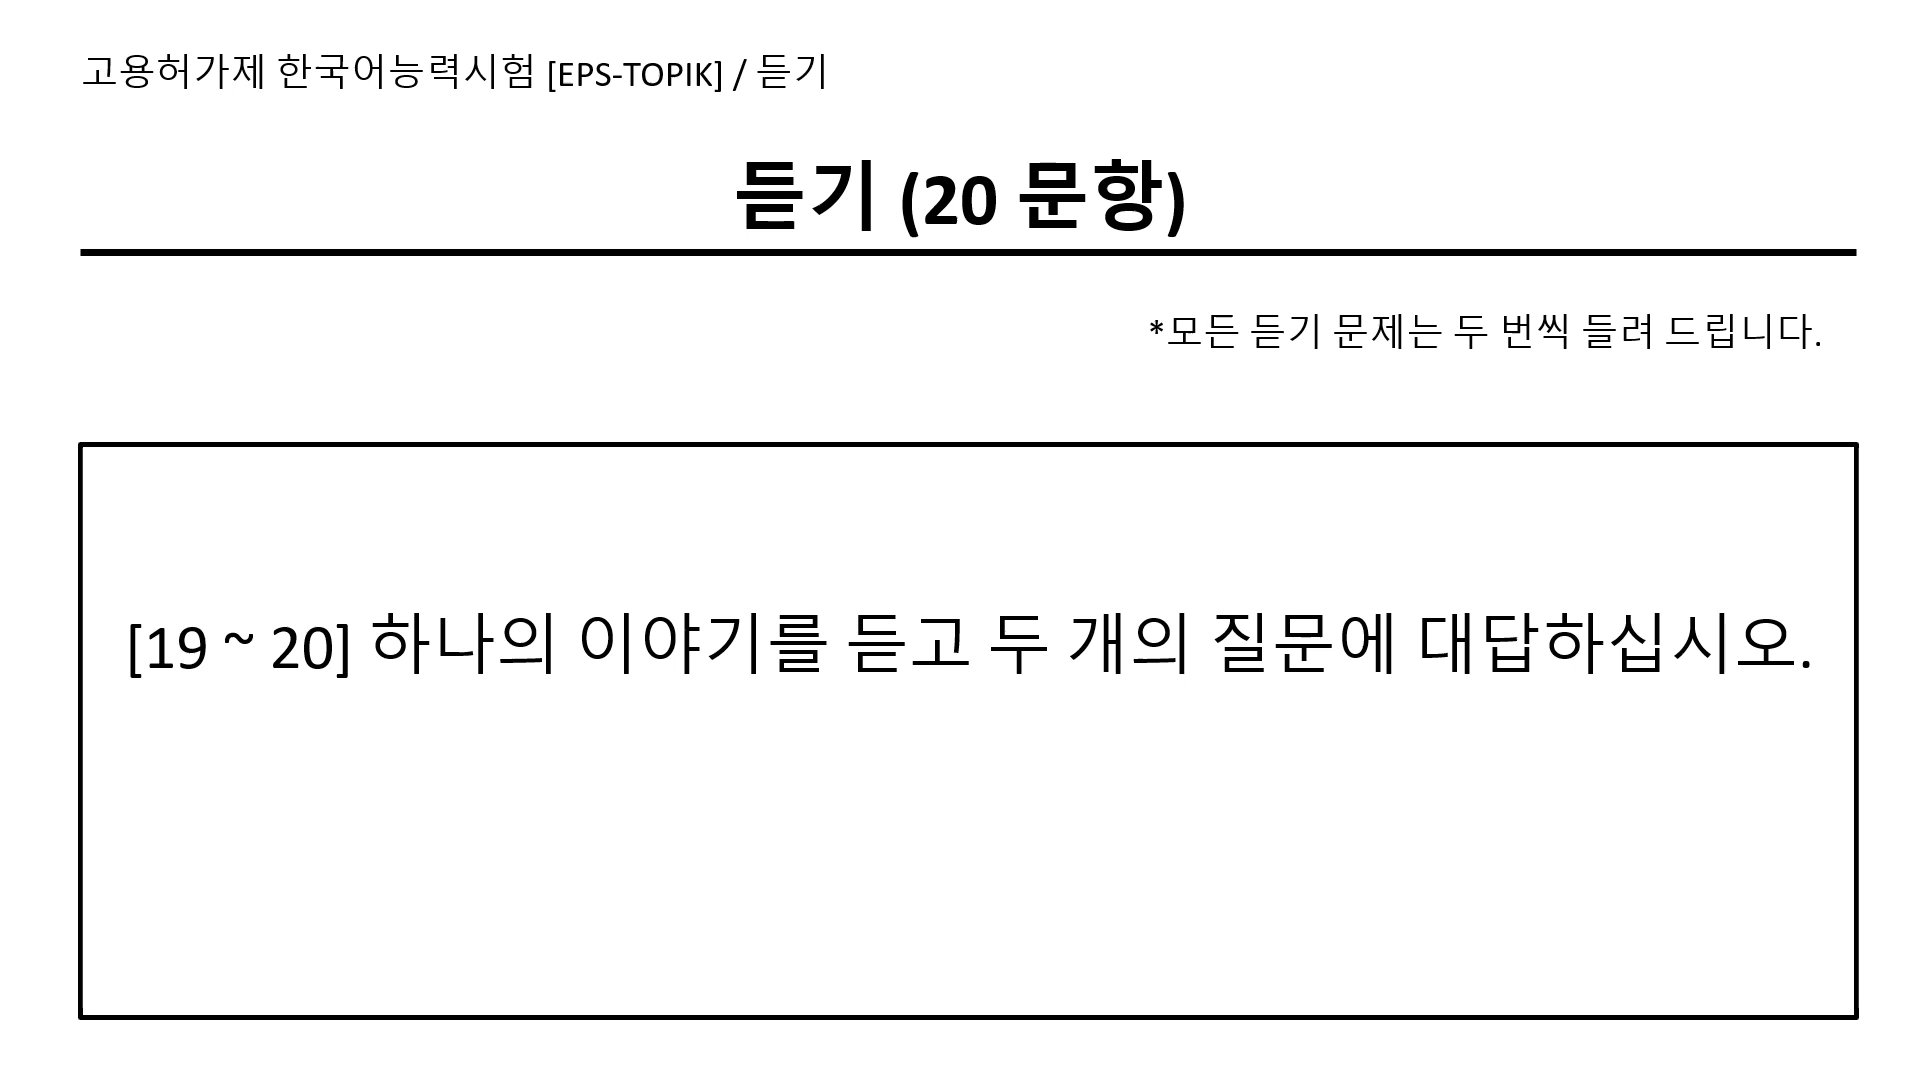 고용허가제 한국어능력시험 [EPS-TOPIK] / 듣기
듣기 (20 문항)
*모든 듣기 문제는 두 번씩 들려 드립니다.
[19 ~ 20] 하나의 이야기를 듣고 두 개의 질문에 대답하십시오.